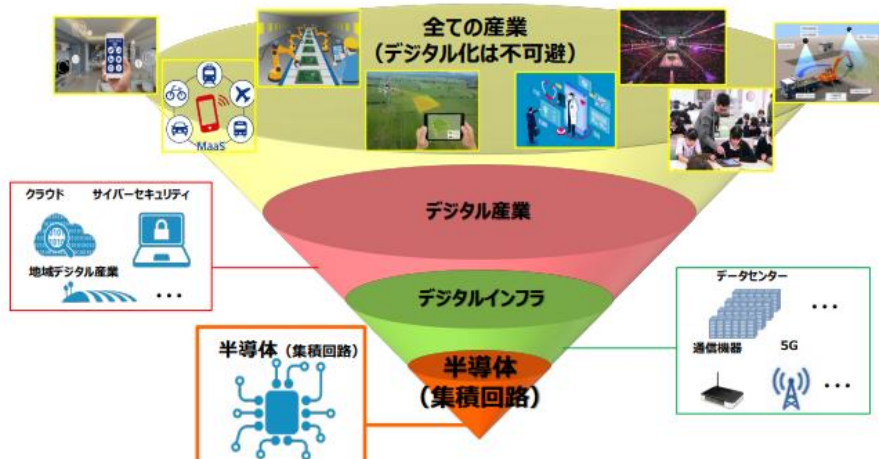 全ての産業
(デジタル化は不可避)
MaaS
クラウド サイバーセキュリティ
地域デジタル産業
・・・
デジタル産業
デジタルインフラ
データセンター
・・・
通信機器 5G
・・・
半導体(集積回路)
半導体
(集積回路)